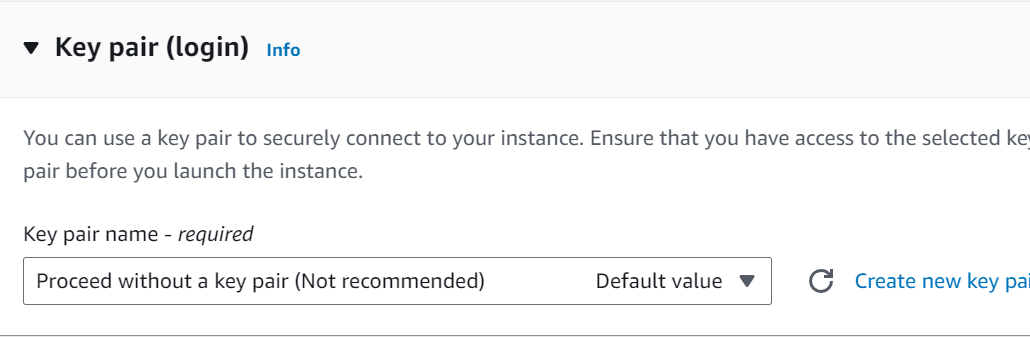 Key pair (login) Info
You can use a key pair to securely connect to your instance. Ensure that you have access to the selected key
pair before you launch the instance.
Key pair name - required
Proceed without a key pair (Not recommended) Default value
Create new key pai